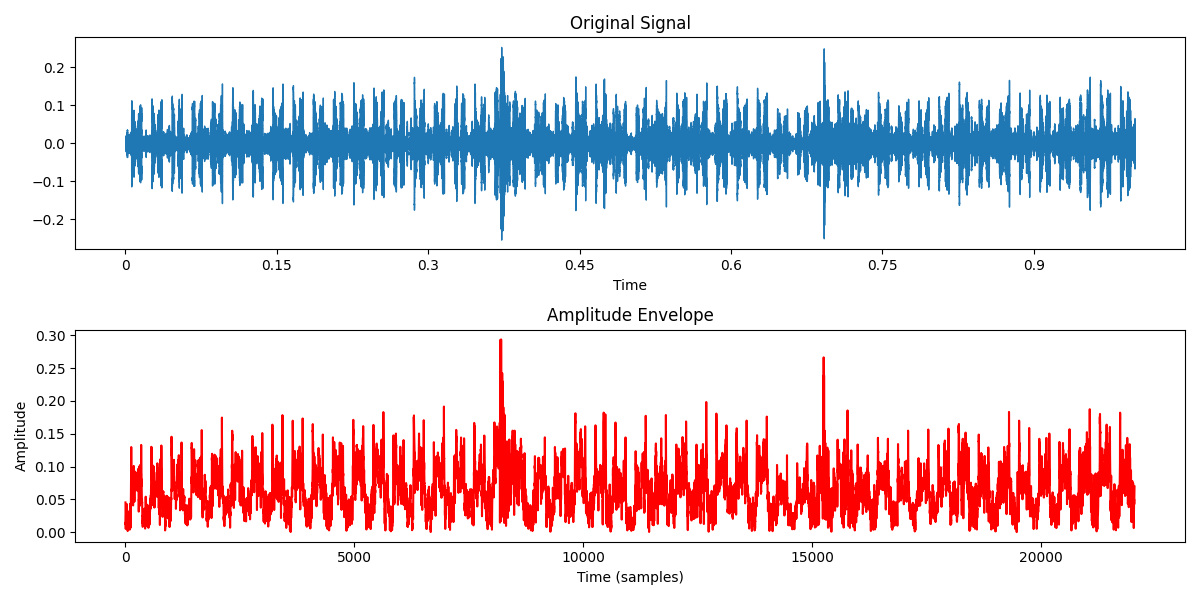 Original Signal
0.2
0.1
0.0
−0.1
−0.2
0 0.15 0.3 0.45 0.6 0.75 0.9
Time
Amplitude Envelope
Amplitude
0.30
0.25
0.20
0.15
0.10
0.05
0.00
0 5000 10000 15000 20000
Time (samples)